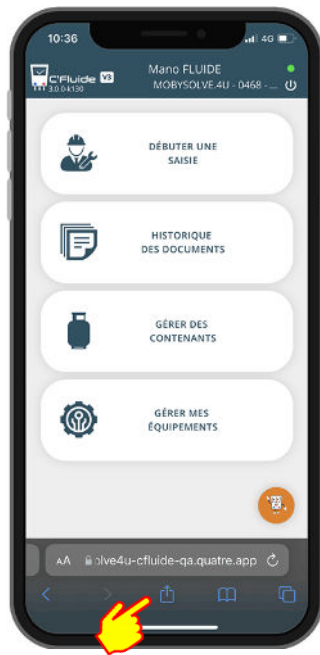 10:36
4G
C'Fluide V3
3.0.0-k130
Mano FLUIDE
MOBYSOLVE.4U - 0468 - ...
DÉBUTER UNE
SAISIE
HISTORIQUE
DES DOCUMENTS
GÉRER DES
CONTENANTS
GÉRER MES
ÉQUIPEMENTS
AA
olve4u-cfluide-qa.quatre.app